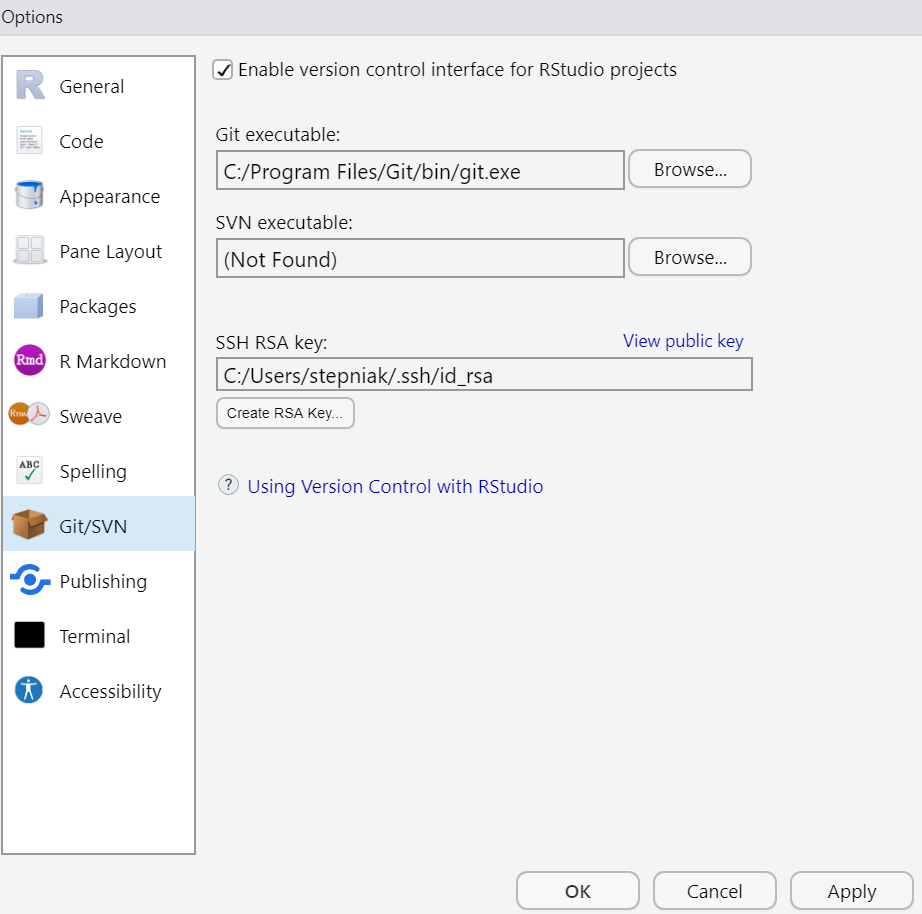 Options
General
Code
Appearance
Pane Layout
Packages
Rmd R Markdown
Rnw Sweave
ABC Spelling
Git/SVN
Publishing
Terminal
Accessibility
Enable version control interface for RStudio projects
Git executable:
C:/Program Files/Git/bin/git.exe Browse...
SVN executable:
(Not Found) Browse...
SSH RSA key: View public key
C:/Users/stepniak/.ssh/id_rsa
Create RSA Key...
? Using Version Control with RStudio
OK Cancel Apply